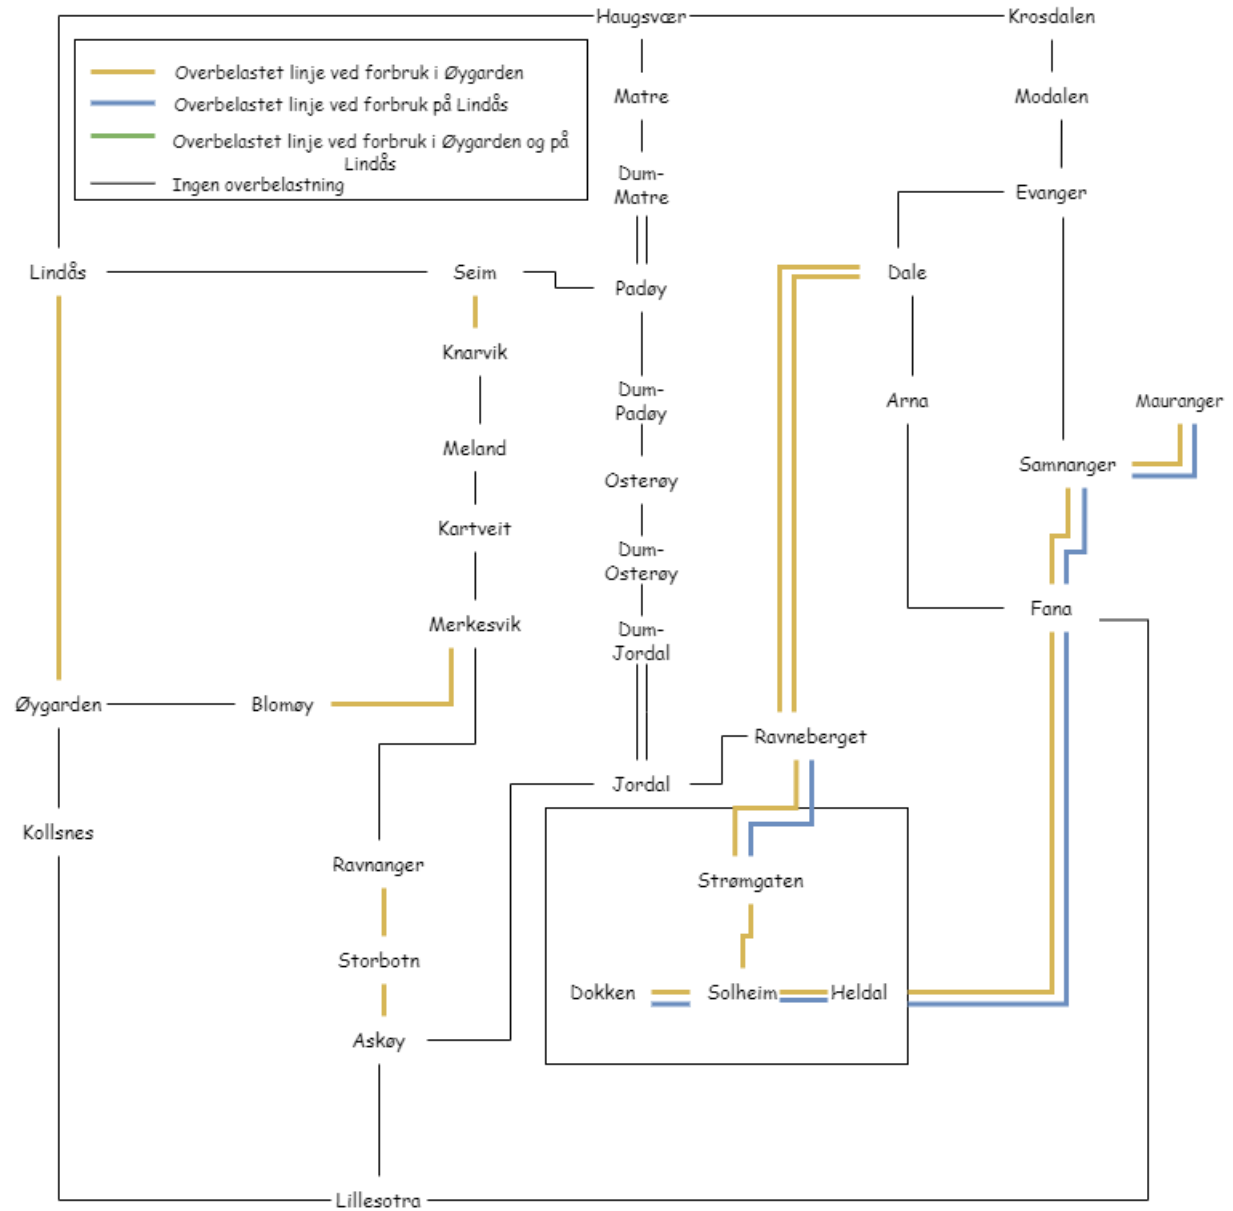 Haugsvær
Krosdalen
Overbelastet linje ved forbruk i Øygarden
Overbelastet linje ved forbruk på Lindås
Overbelastet linje ved forbruk i Øygarden og på
Lindås
Ingen overbelastning
Matre
Modalen
Dum-
Matre
Evanger
Lindås
Seim
Padøy
Dale
Knarvik
Dum-
Padøy
Arna
Mauranger
Meland
Samnanger
Osterøy
Kartveit
Dum-
Osterøy
Merkesvik
Dum-
Jordal
Fana
Øygarden
Blomøy
Ravneberget
Jordal
Kollsnes
Ravnanger
Strømgaten
Storbotn
Dokken
Solheim
Heldal
Askøy
Lillesotra